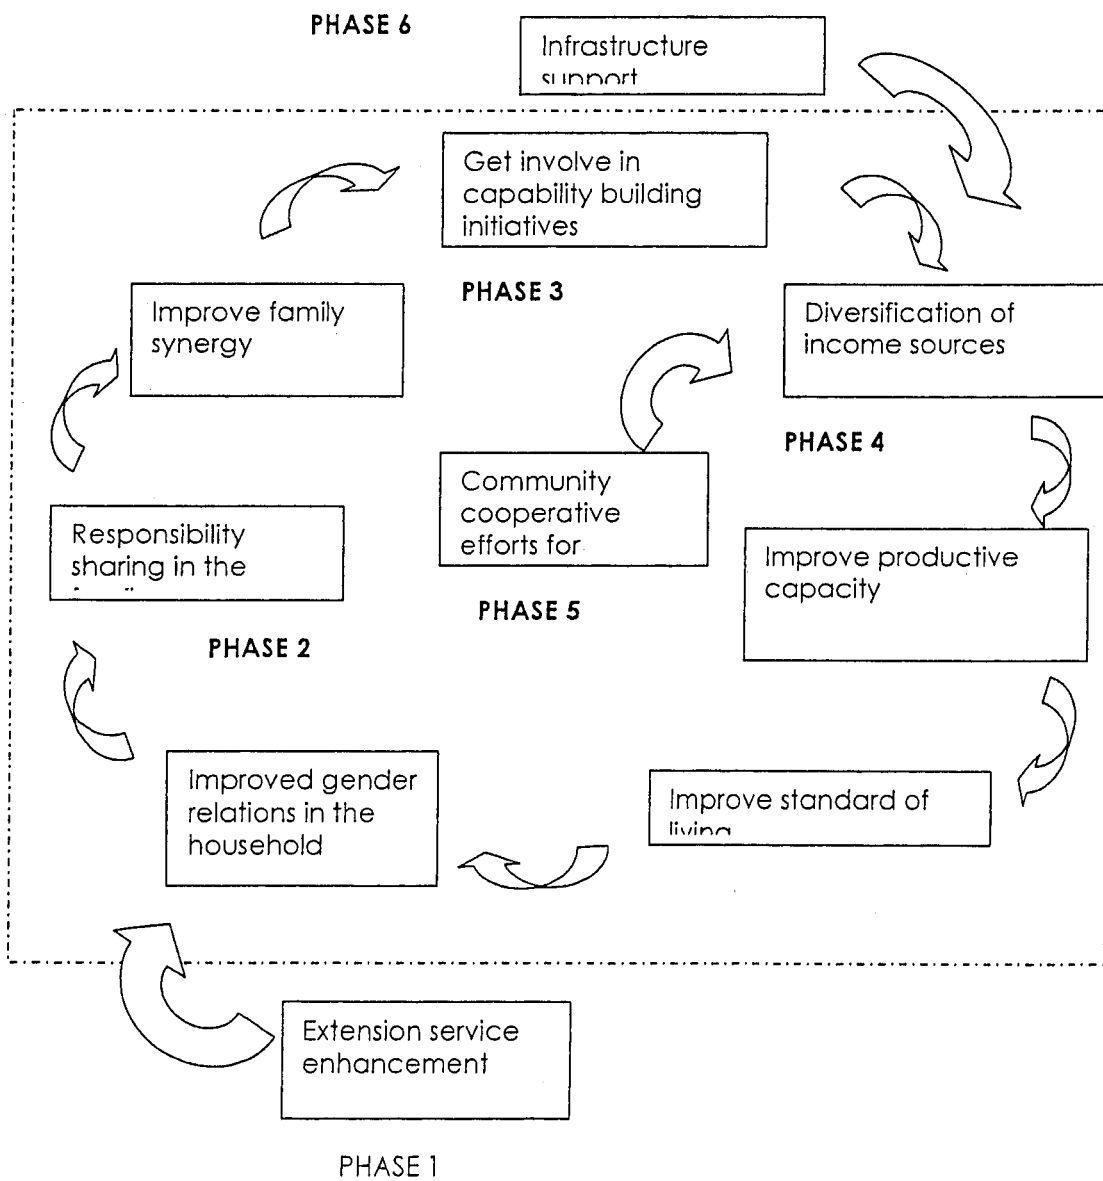 PHASE 6
Infrastructure
support
Get involve in
capability building
initiatives
PHASE 3
Improve family
synergy
Diversification of
income sources
PHASE 4
Community
cooperative
efforts for
PHASE 5
Responsibility
sharing in the
PHASE 2
Improve productive
capacity
Improved gender
relations in the
household
Improve standard of
living
Extension service
enhancement
PHASE 1